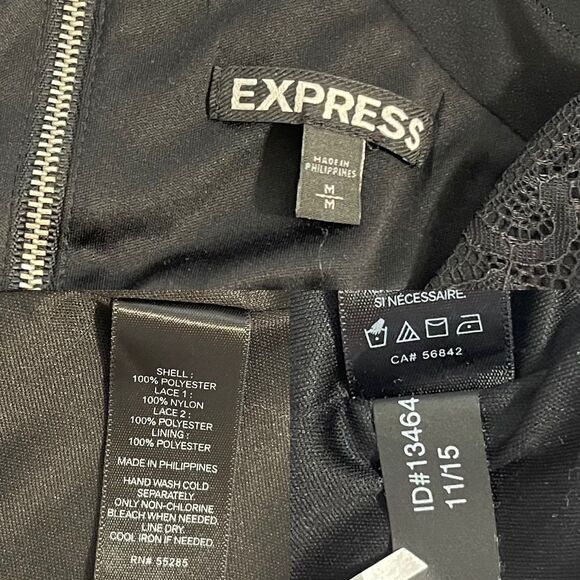 EXPRESS
MADE IN
PHILIPPINES
M
M
SHELL :
100% POLYESTER
LACE 1 :
100% NYLON
LACE 2 :
100% POLYESTER
LINING :
100% POLYESTER
MADE IN PHILIPPINES
HAND WASH COLD
SEPARATELY.
ONLY NON-CHLORINE
BLEACH WHEN NEEDED.
LINE DRY.
COOL IRON IF NEEDED.
RN# 55285
SI NÉCESSAIRE.
CA# 56842
ID#13464
11/15